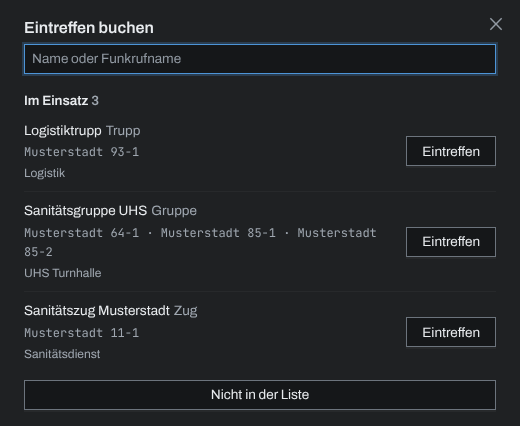 Eintreffen buchen
Name oder Funkrufname
Im Einsatz 3
Logistiktrupp Trupp
Musterstadt 93-1
Logistik
Eintreffen
Sanitätsgruppe UHS Gruppe
Musterstadt 64-1 · Musterstadt 85-1 · Musterstadt
85-2
UHS Turnhalle
Eintreffen
Sanitätszug Musterstadt Zug
Musterstadt 11-1
Sanitätsdienst
Eintreffen
Nicht in der Liste